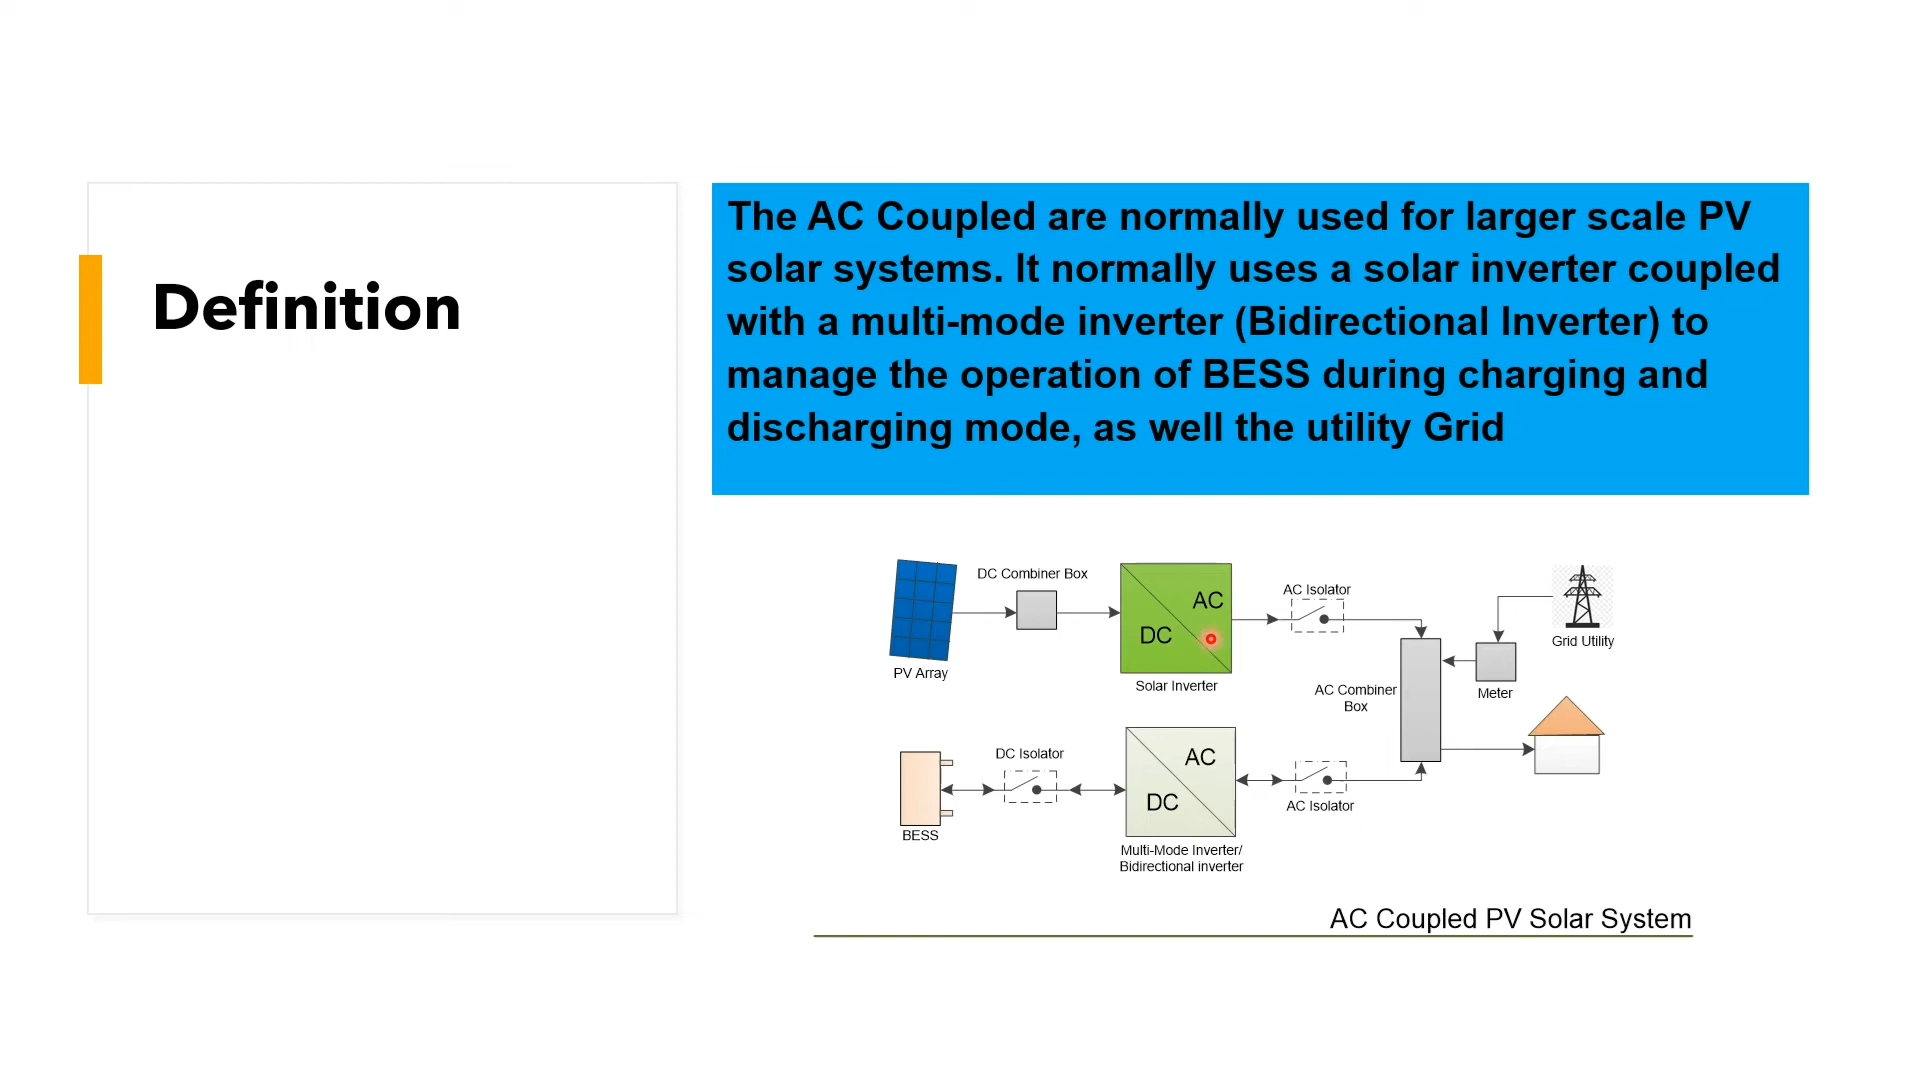 Definition
The AC Coupled are normally used for larger scale PV
solar systems. It normally uses a solar inverter coupled
with a multi-mode inverter (Bidirectional Inverter) to
manage the operation of BESS during charging and
discharging mode, as well the utility Grid
DC Combiner Box
AC
DC
AC Isolator
PV Array
Solar Inverter
Grid Utility
AC Combiner
Box
Meter
DC Isolator
AC
DC
AC Isolator
BESS
Multi-Mode Inverter/
Bidirectional inverter
AC Coupled PV Solar System